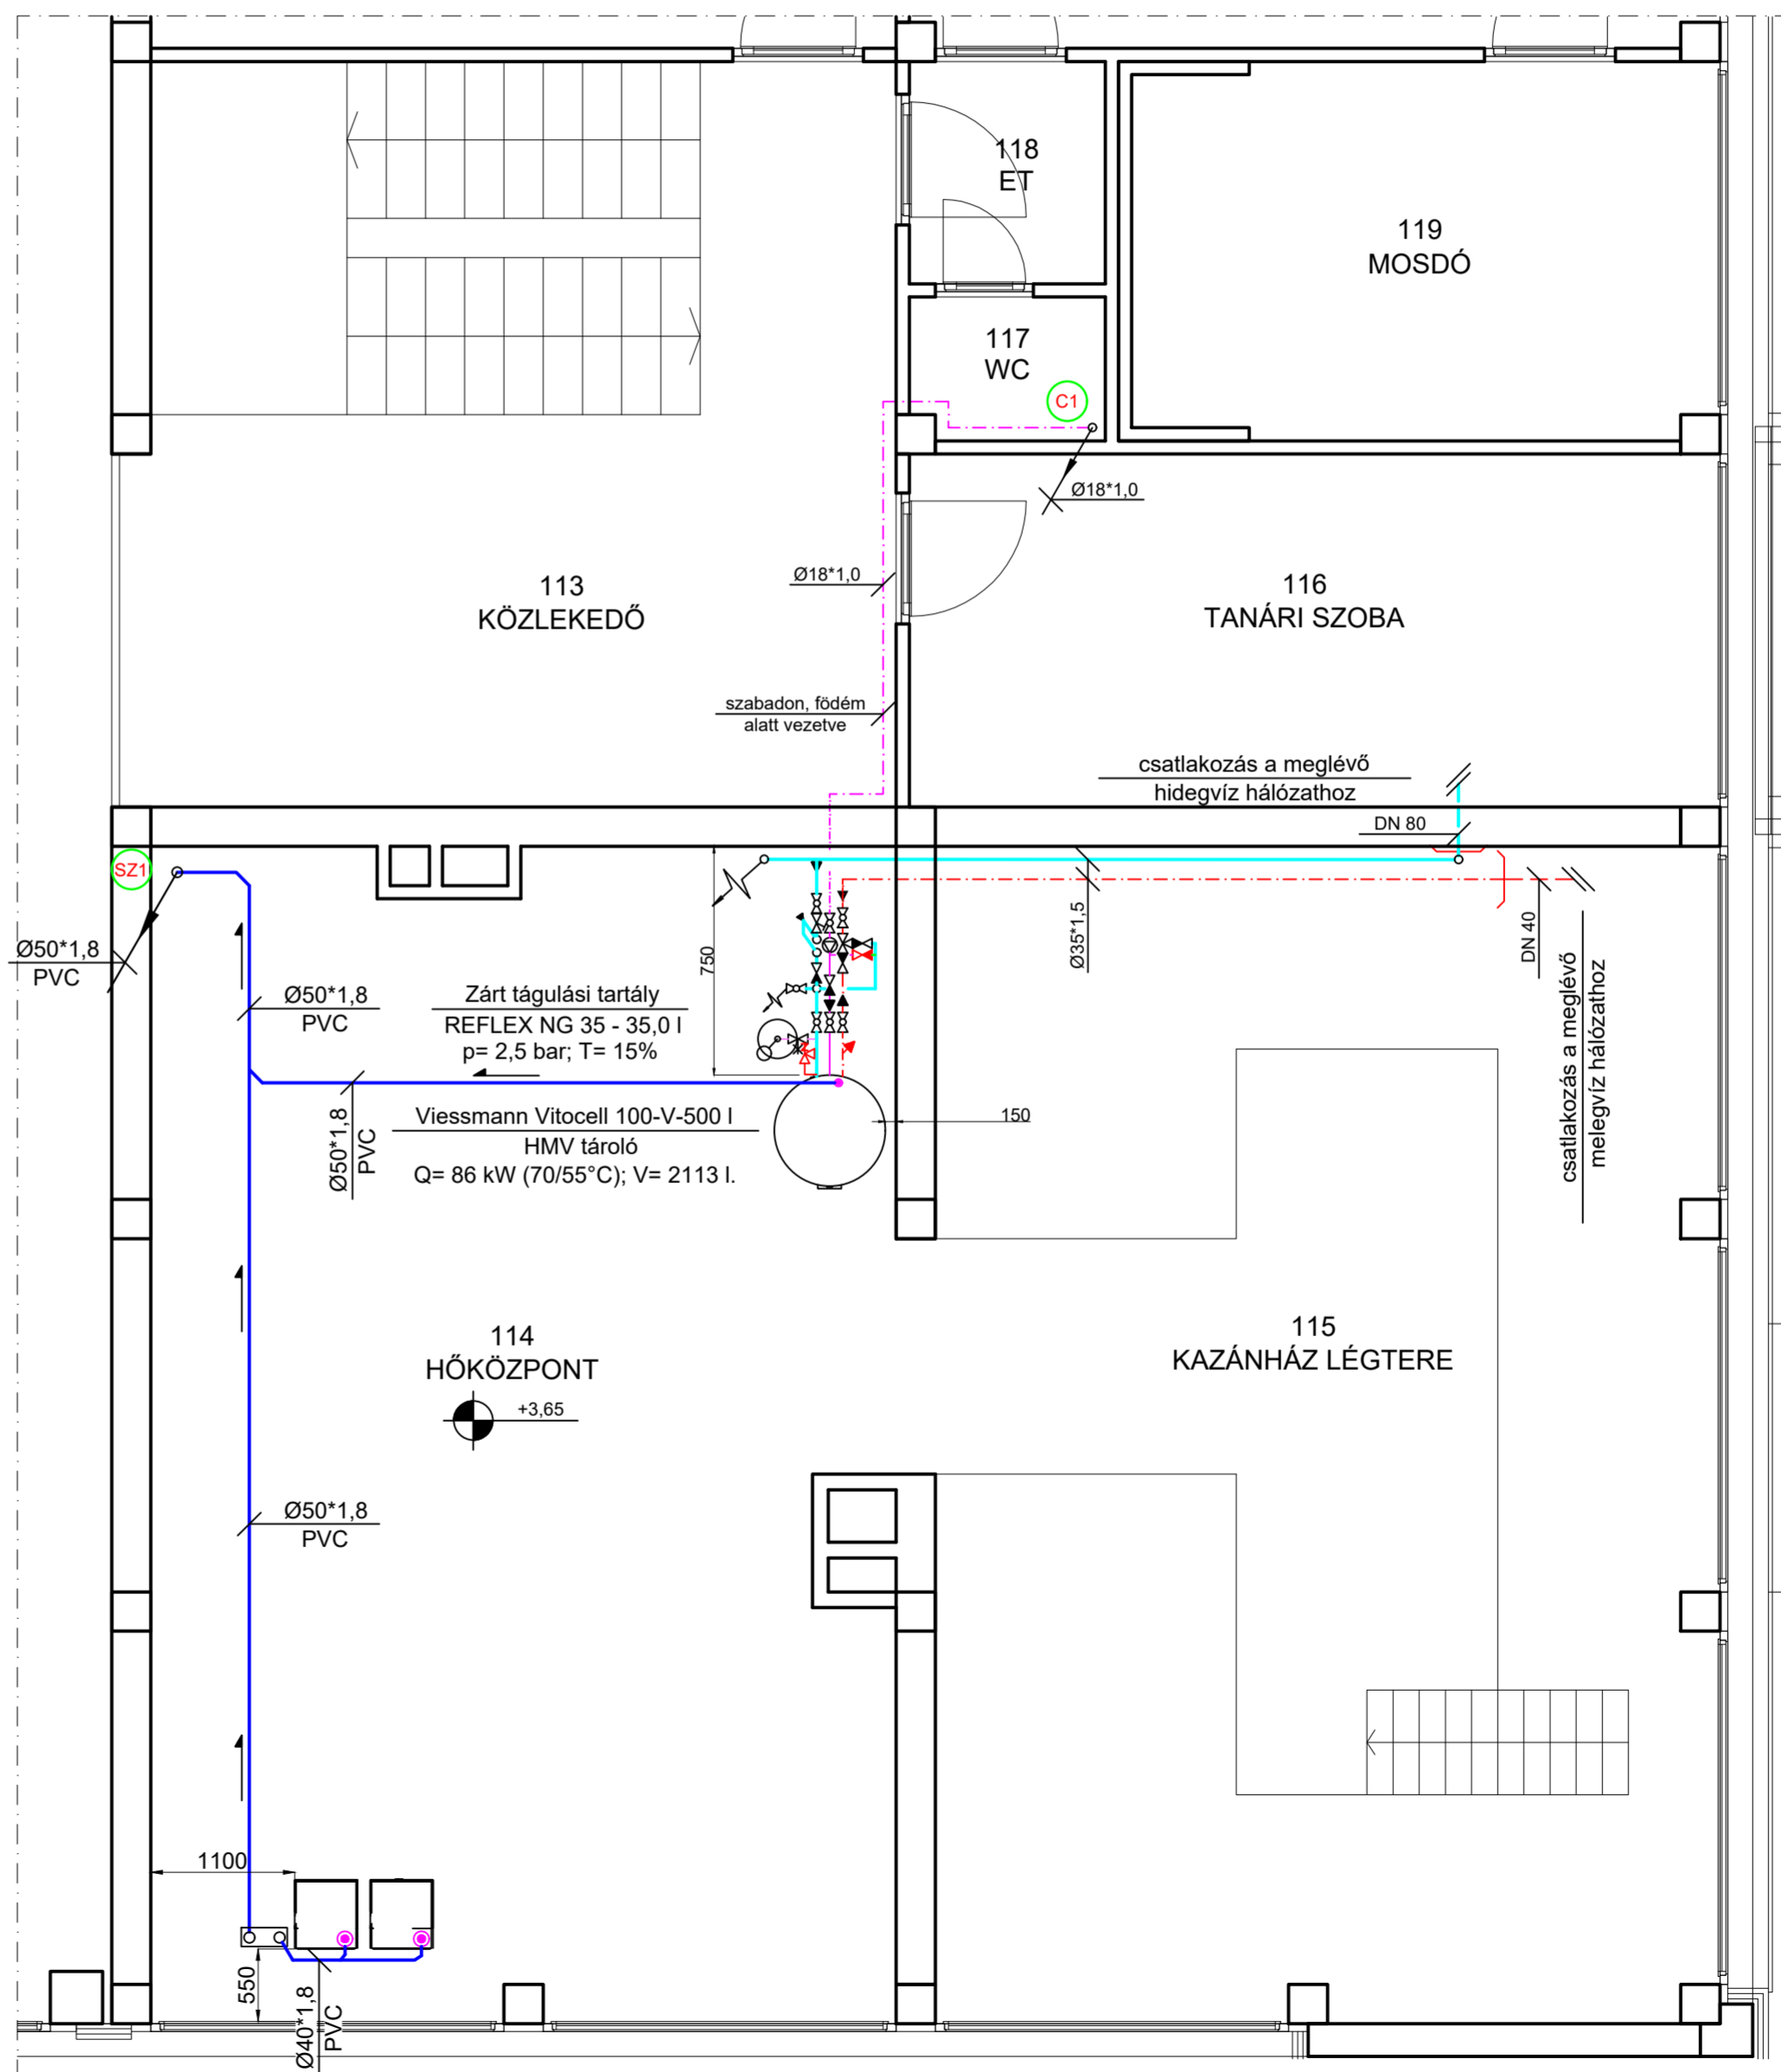 118
ET
119
MOSDÓ
117
WC
C1
Ø18*1,0
113
KÖZLEKEDŐ
Ø18*1,0
116
TANÁRI SZOBA
szabadon, födém
alatt vezetve
csatlakozás a meglévő
hidegvíz hálózathoz
DN 80
SZ1
Ø50*1,8
PVC
Ø50*1,8
PVC
Zárt tágulási tartály
REFLEX NG 35 - 35,0 l
p= 2,5 bar; T= 15%
750
Ø35*1,5
DN 40
csatlakozás a meglévő
melegvíz hálózathoz
Ø50*1,8
PVC
Viessmann Vitocell 100-V-500 l
HMV tároló
Q= 86 kW (70/55°C); V= 2113 l.
150
114
HŐKÖZPONT
+3,65
115
KAZÁNHÁZ LÉGTERE
Ø50*1,8
PVC
1100
550
Ø40*1,8
PVC